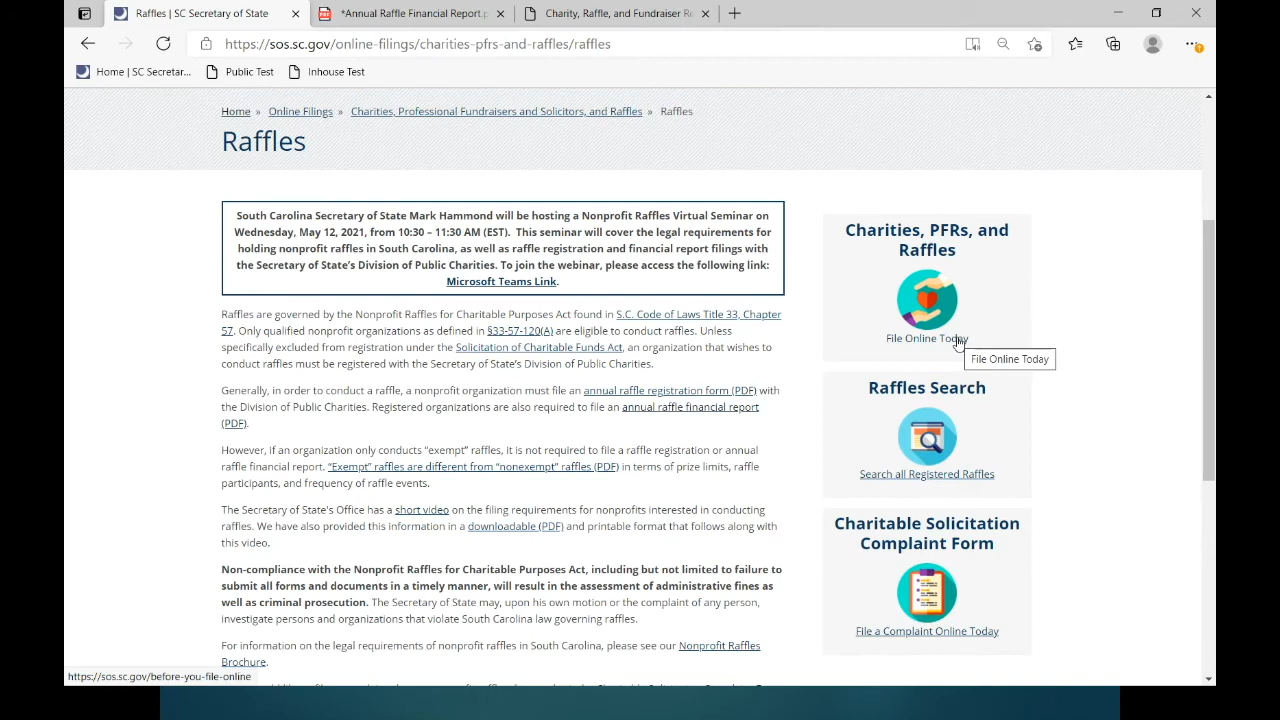 Raffles | SC Secretary of State
*Annual Raffle Financial Report.p
Charity, Raffle, and Fundraiser Re
https://sos.sc.gov/online-filings/charities-pfrs-and-raffles/raffles
Home | SC Secretar...
Public Test
Inhouse Test
Home » Online Filings » Charities, Professional Fundraisers and Solicitors, and Raffles » Raffles
Raffles
South Carolina Secretary of State Mark Hammond will be hosting a Nonprofit Raffles Virtual Seminar on
Wednesday, May 12, 2021, from 10:30 – 11:30 AM (EST). This seminar will cover the legal requirements for
holding nonprofit raffles in South Carolina, as well as raffle registration and financial report filings with
the Secretary of State's Division of Public Charities. To join the webinar, please access the following link:
Microsoft Teams Link.
Raffles are governed by the Nonprofit Raffles for Charitable Purposes Act found in S.C. Code of Laws Title 33, Chapter
57. Only qualified nonprofit organizations as defined in §33-57-120(A) are eligible to conduct raffles. Unless
specifically excluded from registration under the Solicitation of Charitable Funds Act, an organization that wishes to
conduct raffles must be registered with the Secretary of State's Division of Public Charities.
Generally, in order to conduct a raffle, a nonprofit organization must file an annual raffle registration form (PDF) with
the Division of Public Charities. Registered organizations are also required to file an annual raffle financial report
(PDF).
However, if an organization only conducts “exempt” raffles, it is not required to file a raffle registration or annual
raffle financial report. “Exempt” raffles are different from “nonexempt” raffles (PDF) in terms of prize limits, raffle
participants, and frequency of raffle events.
The Secretary of State's Office has a short video on the filing requirements for nonprofits interested in conducting
raffles. We have also provided this information in a downloadable (PDF) and printable format that follows along with
this video.
Non-compliance with the Nonprofit Raffles for Charitable Purposes Act, including but not limited to failure to
submit all forms and documents in a timely manner, will result in the assessment of administrative fines as
well as criminal prosecution. The Secretary of State may, upon his own motion or the complaint of any person,
investigate persons and organizations that violate South Carolina law governing raffles.
For information on the legal requirements of nonprofit raffles in South Carolina, please see our Nonprofit Raffles
Brochure.
Charities, PFRs, and
Raffles
File Online Today
File Online Today
Raffles Search
Search all Registered Raffles
Charitable Solicitation
Complaint Form
File a Complaint Online Today
https://sos.sc.gov/before-you-file-online